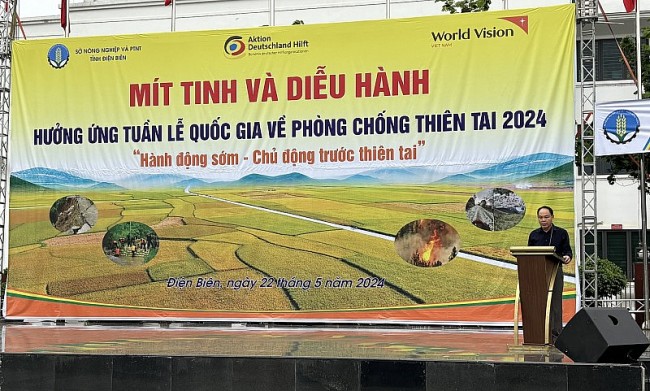 SỞ NÔNG NGHIỆP VÀ PTNT
TỈNH ĐIỆN BIÊN
Aktion
Deutschland Hilft
World Vision
VIỆT NAM
MÍT TINH VÀ DIỄU HÀNH
HƯỞNG ỨNG TUẦN LỄ QUỐC GIA VỀ PHÒNG CHỐNG THIÊN TAI 2024
"Hành động sớm - Chủ động trước thiên tai"
Điện Biên, ngày 22 tháng 5 năm 2024